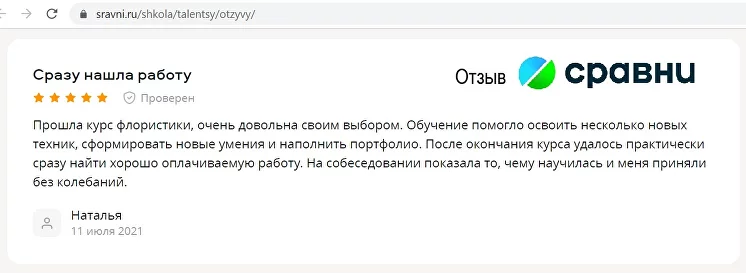 sravni.ru/shkola/talentsy/otzyvy/
Сразу нашла работу
Отзыв сравни
Проверен
Прошла курс флористики, очень довольна своим выбором. Обучение помогло освоить несколько новых
техник, сформировать новые умения и наполнить портфолио. После окончания курса удалось практически
сразу найти хорошо оплачиваемую работу. На собеседовании показала то, чему научилась и меня приняли
без колебаний.
Наталья
11 июля 2021